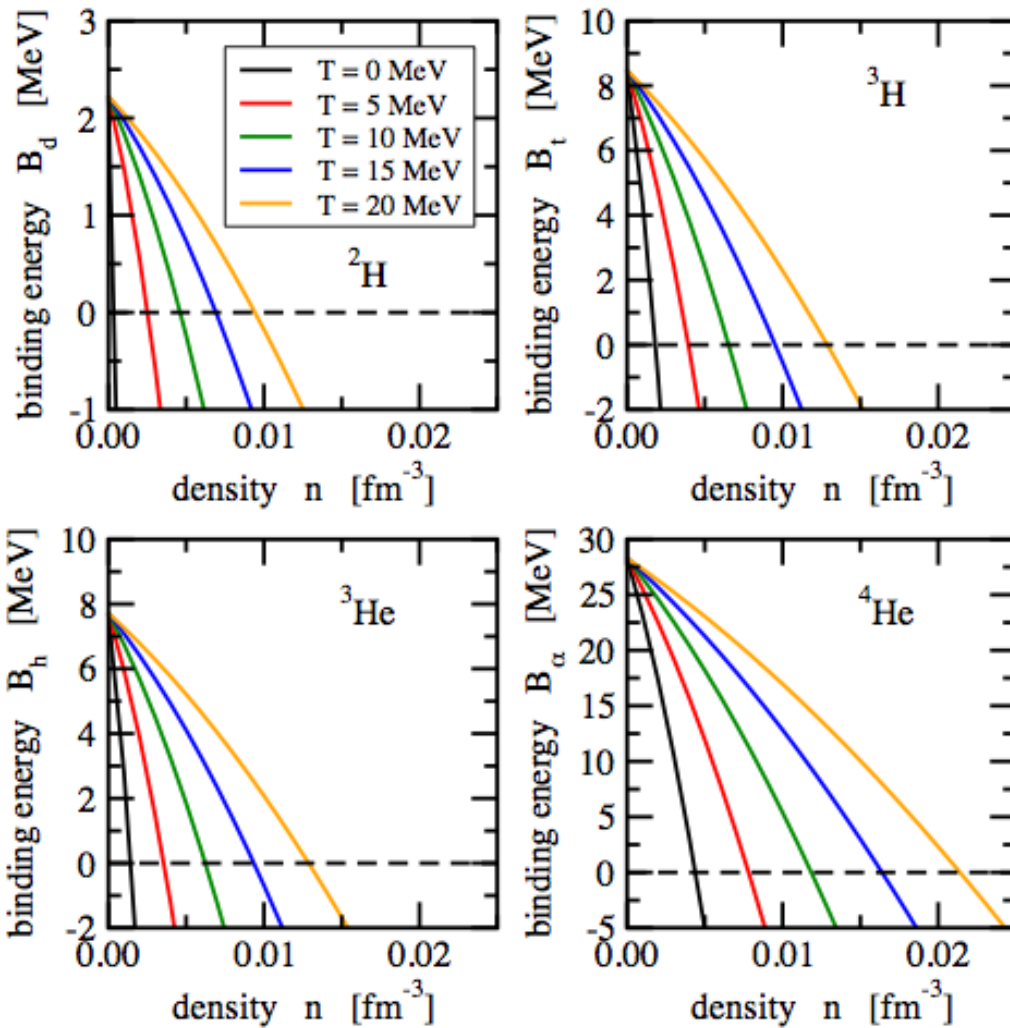 binding energy B_d [MeV]
3
2
1
0
-1
T = 0 MeV
T = 5 MeV
T = 10 MeV
T = 15 MeV
T = 20 MeV
²H
0.00 0.01 0.02
density n [fm⁻³]
binding energy B_t [MeV]
10
8
6
4
2
0
-2
³H
0.00 0.01 0.02
density n [fm⁻³]
binding energy B_h [MeV]
10
8
6
4
2
0
-2
³He
0.00 0.01 0.02
density n [fm⁻³]
binding energy B_α [MeV]
30
25
20
15
10
5
0
-5
⁴He
0.00 0.01 0.02
density n [fm⁻³]